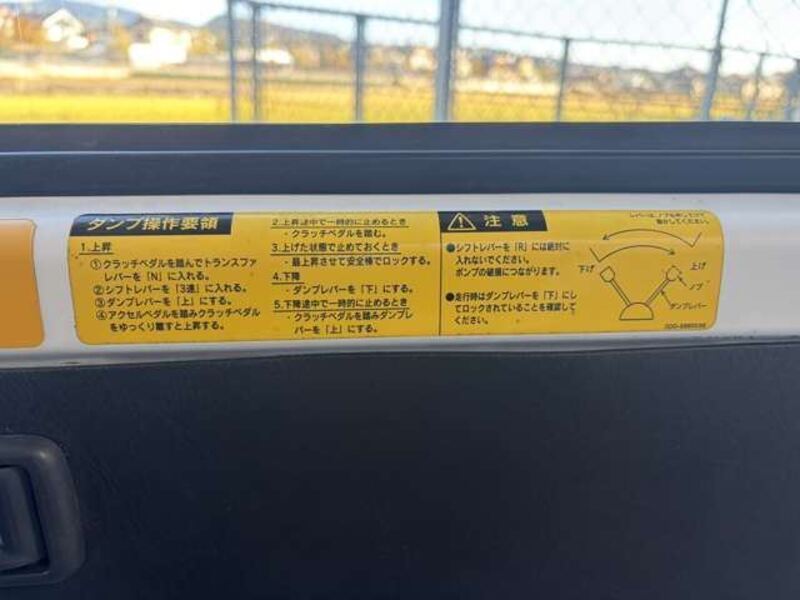 ダンプ操作要領
1.上昇
①クラッチペダルを踏んでトランスファ
レバーを「N」に入れる。
②シフトレバーを「3速」に入れる。
③ダンプレバーを「上」にする。
④アクセルペダルを踏みクラッチペダル
をゆっくり離すと上昇する。
2.上昇途中で一時的に止めるとき
・クラッチペダルを踏む。
3.上げた状態で止めておくとき
・最上昇させて安全棒でロックする。
4.下降
・ダンプレバーを「下」にする。
5.下降途中で一時的に止めるとき
・クラッチペダルを踏みダンプレ
バーを「上」にする。
注意
●シフトレバーを「R」には絶対に
入れないでください。
ポンプの破損につながります。
●走行時はダンプレバーを「下」にし
てロックされていることを確認して
ください。
下げ
上げ
ノブ
ダンプレバー